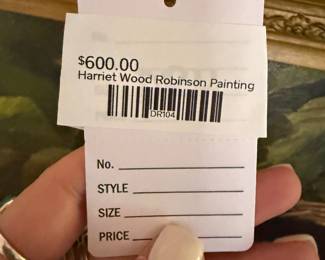 $600.00
Harriet Wood Robinson Painting
DR104
No.
STYLE
SIZE
PRICE